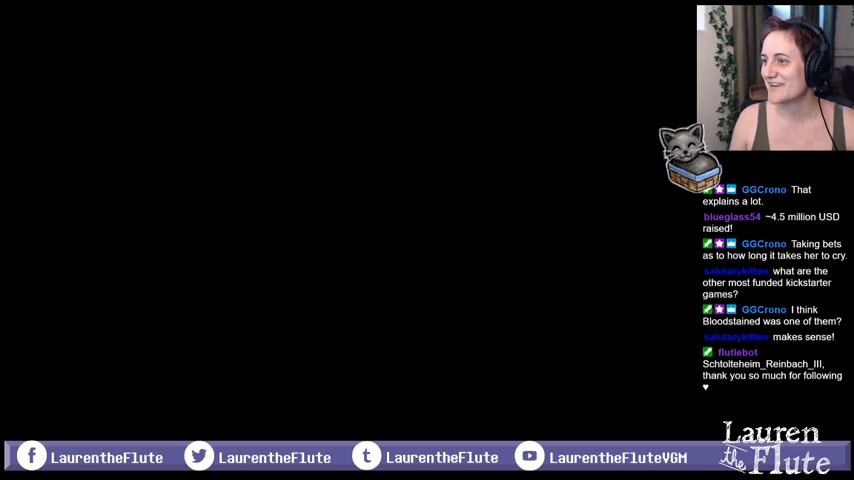 GGCrono That
explains a lot.
blueglass54 ~4.5 million USD
raised!
GGCrono Taking bets
as to how long it takes her to cry.
salutarykitten what are the
other most funded kickstarter
games?
GGCrono I think
Bloodstained was one of them?
salutarykitten makes sense!
flutiebot
Schtolteheim_Reinbach_III,
thank you so much for following
♥
f LaurentheFlute LaurentheFlute t LaurentheFlute LaurentheFluteVGM
Lauren
the Flute